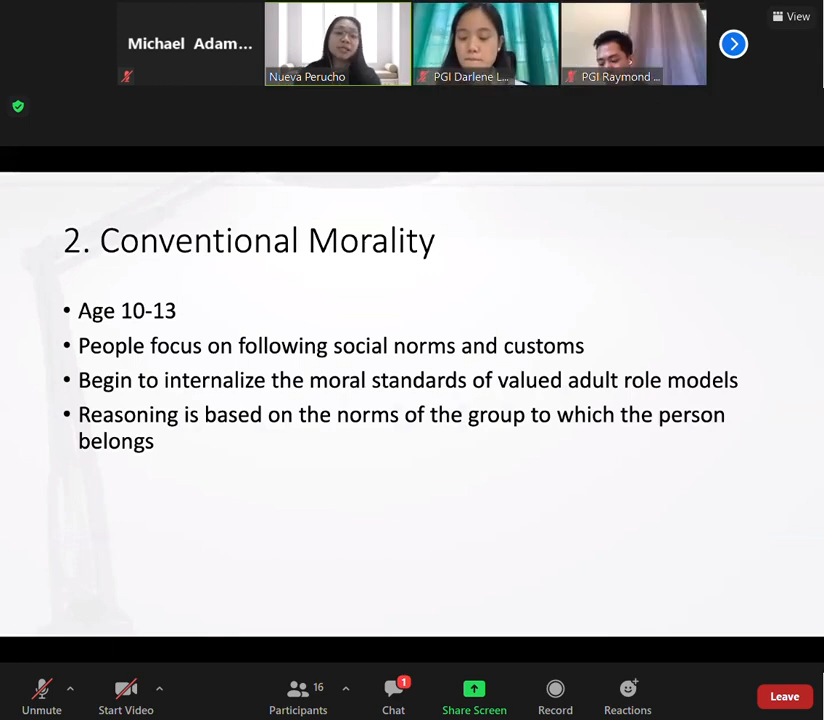 Michael Adam...
View
Nueva Perucho
PGI Darlene L...
PGI Raymond ...
2. Conventional Morality
• Age 10-13
• People focus on following social norms and customs
• Begin to internalize the moral standards of valued adult role models
• Reasoning is based on the norms of the group to which the person
belongs
16
1
Unmute
Start Video
Participants
Chat
Share Screen
Record
Reactions
Leave